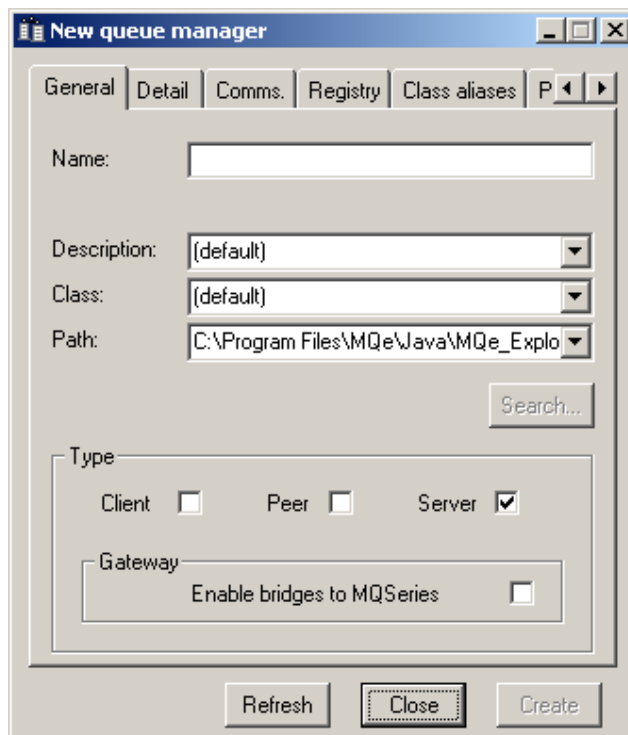 New queue manager
General Detail Comms. Registry Class aliases P
Name:
Description: (default)
Class: (default)
Path: C:\Program Files\MQe\Java\MQe_Explo
Search...
Type
Client Peer Server
Gateway
Enable bridges to MQSeries
Refresh Close Create